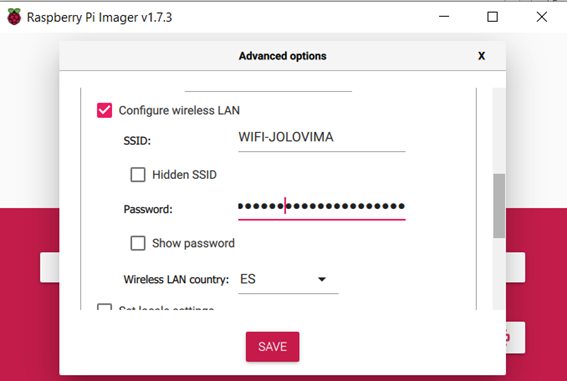 Raspberry Pi Imager v1.7.3
Advanced options
X
Configure wireless LAN
SSID:
WIFI-JOLOVIMA
Hidden SSID
Password:
●●●●●●●●●●●●●●●●●●●●●
Show password
Wireless LAN country:
ES
Set locale settings
SAVE